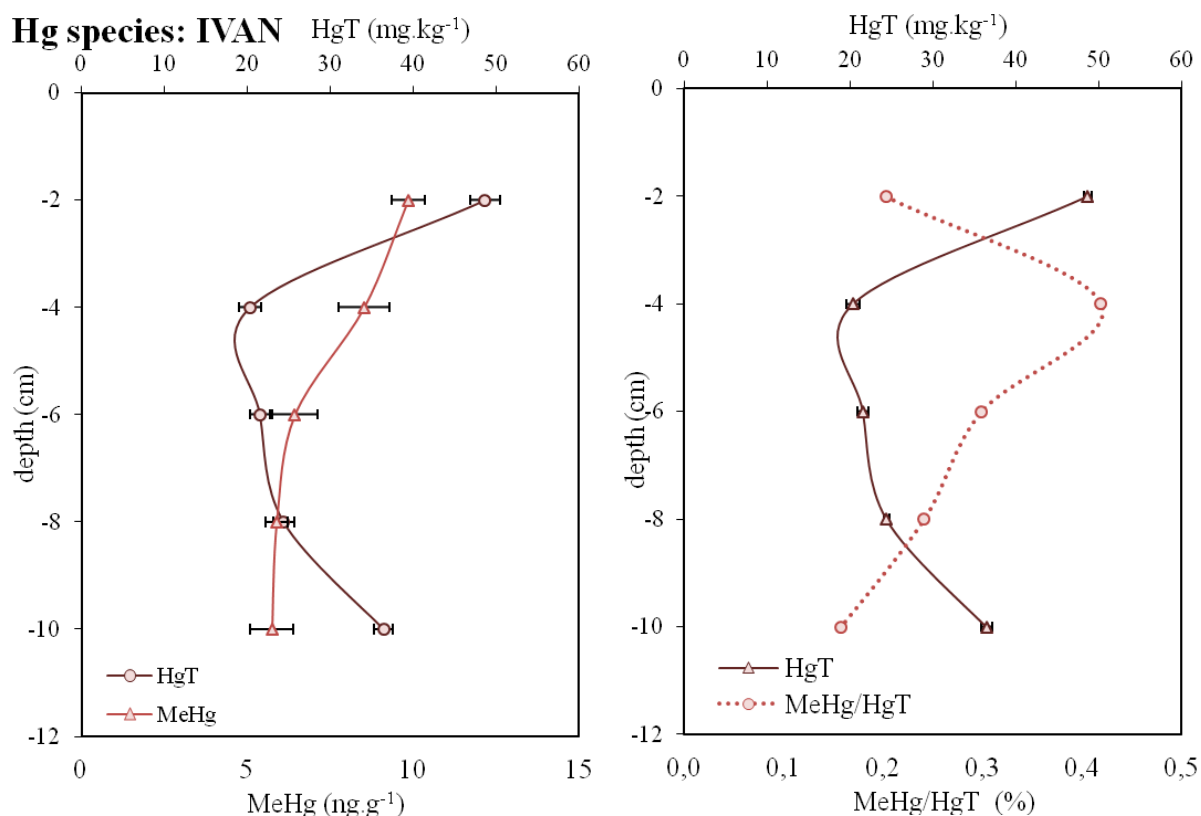 Hg species: IVAN
HgT (mg.kg-1)
0 10 20 30 40 50 60
0
-2
-4
-6
-8
-10
-12
depth (cm)
HgT
MeHg
0 5 10 15
MeHg (ng.g-1)
HgT (mg.kg-1)
0 10 20 30 40 50 60
0
-2
-4
-6
-8
-10
-12
depth (cm)
HgT
MeHg/HgT
0,0 0,2 0,3 0,4 0,5
MeHg/HgT (%)